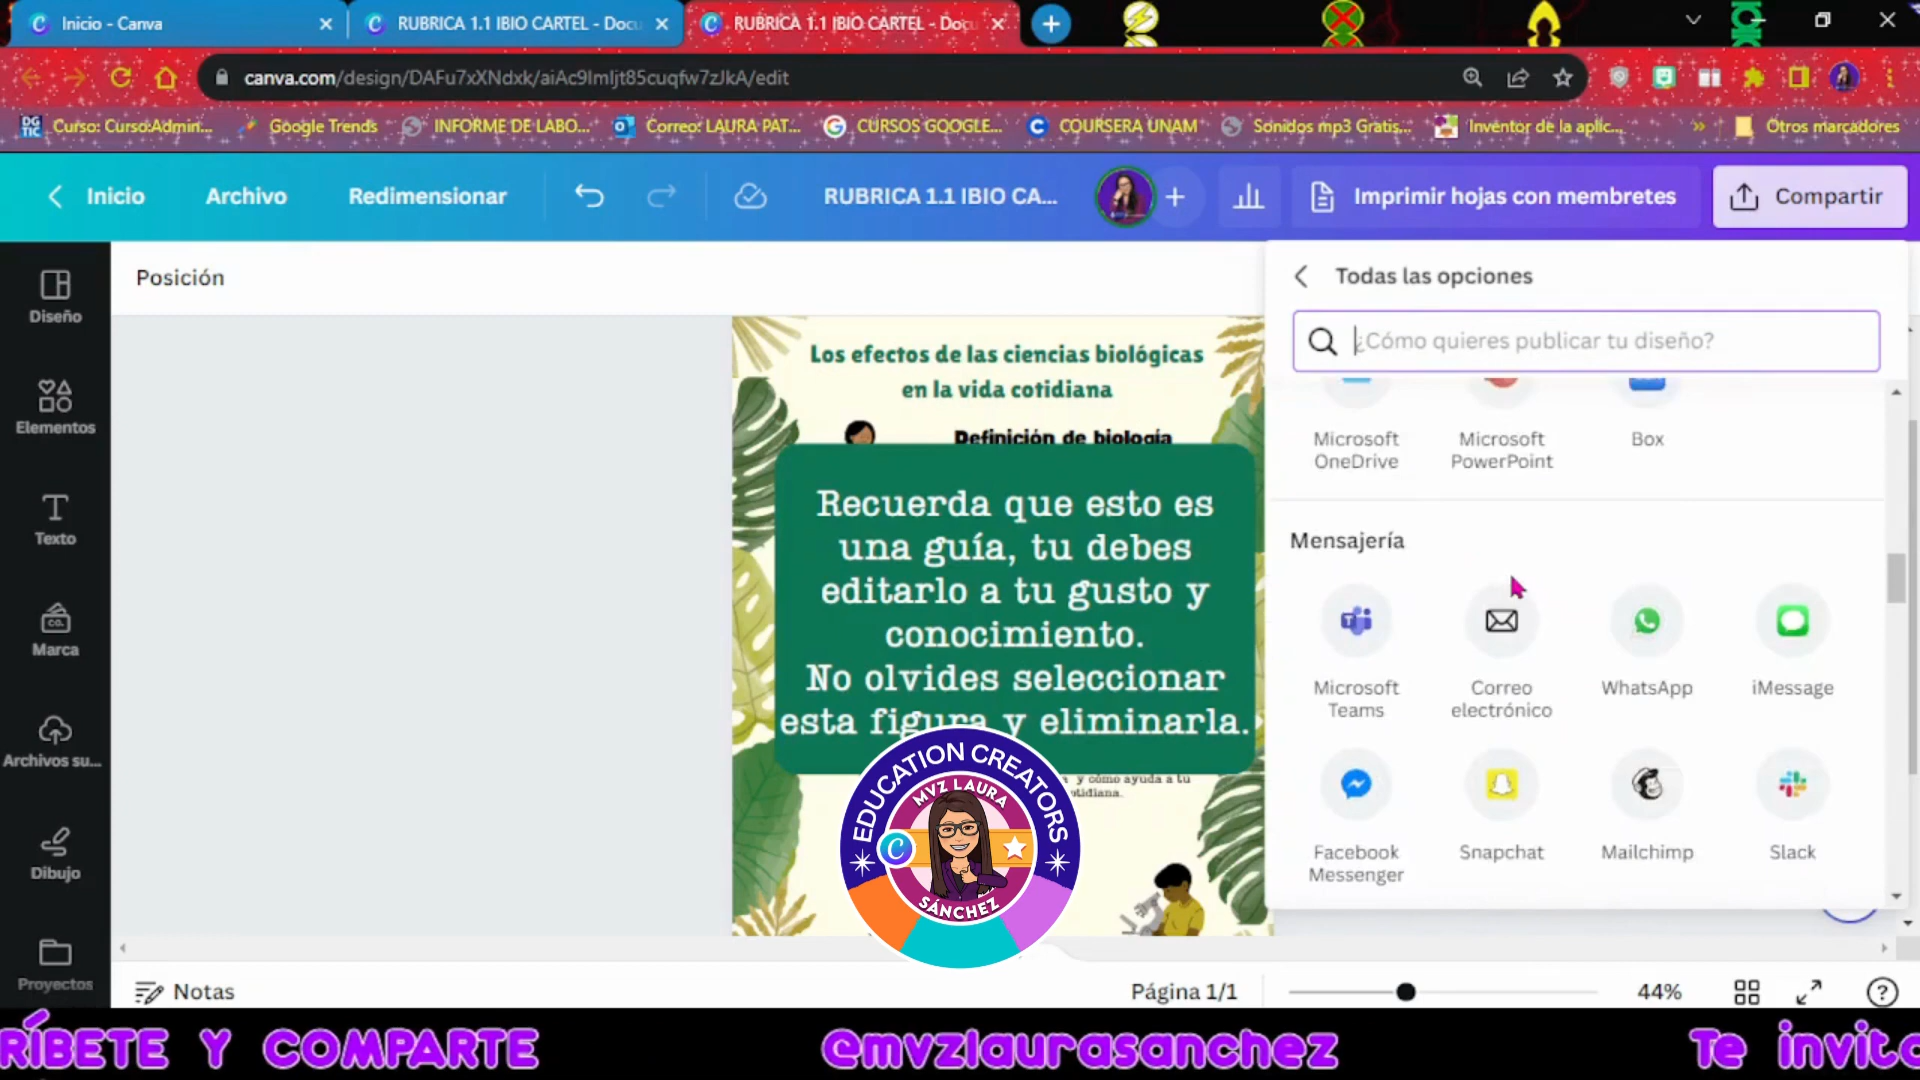 Inicio - Canva
RUBRICA 1.1 IBIO CARTEL - Docu
RUBRICA 1.1 IBIO CARTEL - Docu
canva.com/design/DAFu7xXNdxk/aiAc9lmljt85cuqfw7zJkA/edit
DGTIC
Curso: Curso:Admin...
Google Trends
INFORME DE LABO...
Correo: LAURA PAT...
CURSOS GOOGLE...
COURSERA UNAM
Sonidos mp3 Gratis,...
Inventor de la aplic...
»
Otros marcadores
Inicio
Archivo
Redimensionar
RUBRICA 1.1 IBIO CA...
Imprimir hojas con membretes
Compartir
Diseño
Elementos
Texto
Marca
Archivos su...
Dibujo
Proyectos
Posición
Los efectos de las ciencias biológicas
en la vida cotidiana
Definición de biología
Recuerda que esto es
una guía, tu debes
editarlo a tu gusto y
conocimiento.
No olvides seleccionar
esta figura y eliminarla.
y cómo ayuda a tu
EDUCATION CREATORS
MVZ LAURA
SÁNCHEZ
Todas las opciones
¿Cómo quieres publicar tu diseño?
Microsoft
OneDrive
Microsoft
PowerPoint
Box
Mensajería
Microsoft
Teams
Correo
electrónico
WhatsApp
iMessage
Facebook
Messenger
Snapchat
Mailchimp
Slack
Notas
Página 1/1
44%
RÍBETE Y COMPARTE
@mvzlaurasanchez
Te invito